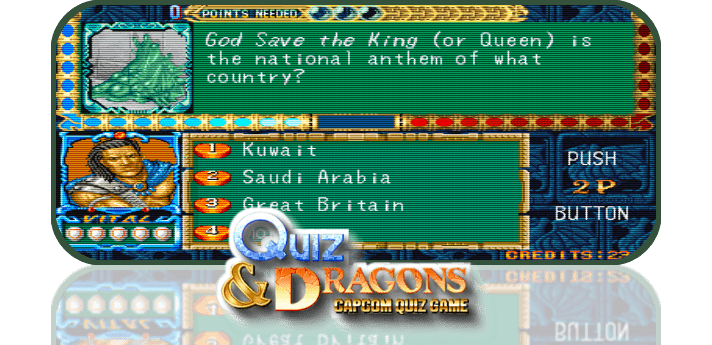 0 POINTS NEEDED
God Save the King (or Queen) is
the national anthem of what
country?
1 Kuwait
2 Saudi Arabia
3 Great Britain
4
VITAL
PUSH
2P
BUTTON
CREDITS:
QUIZ
& DRAGONS
CAPCOM QUIZ GAME